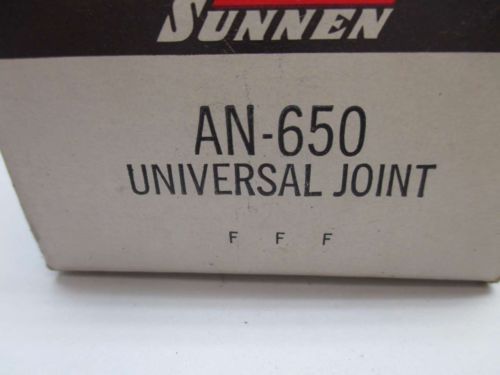 SUNNEN
AN-650
UNIVERSAL JOINT
F F F